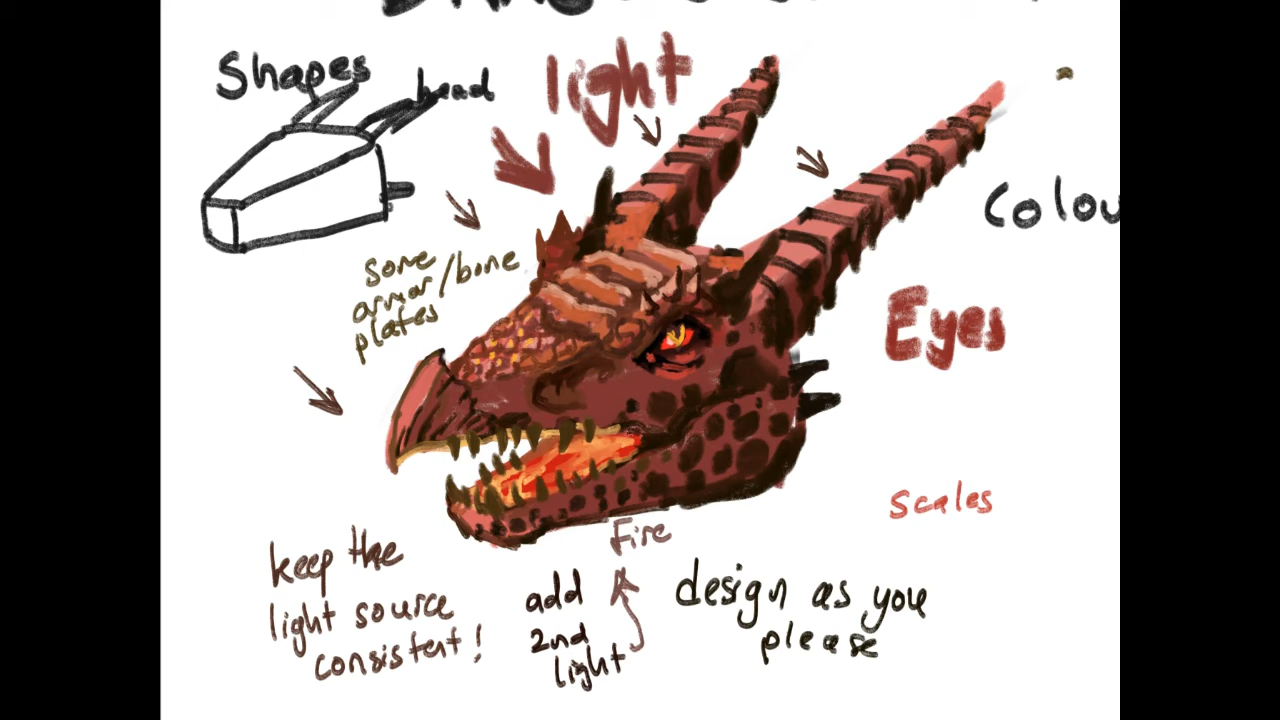 Shapes
head
light
Colou
some
armor/bone
plates
Eyes
scales
Fire
keep the
light source
consistent!
add
2nd
light
design as you
please